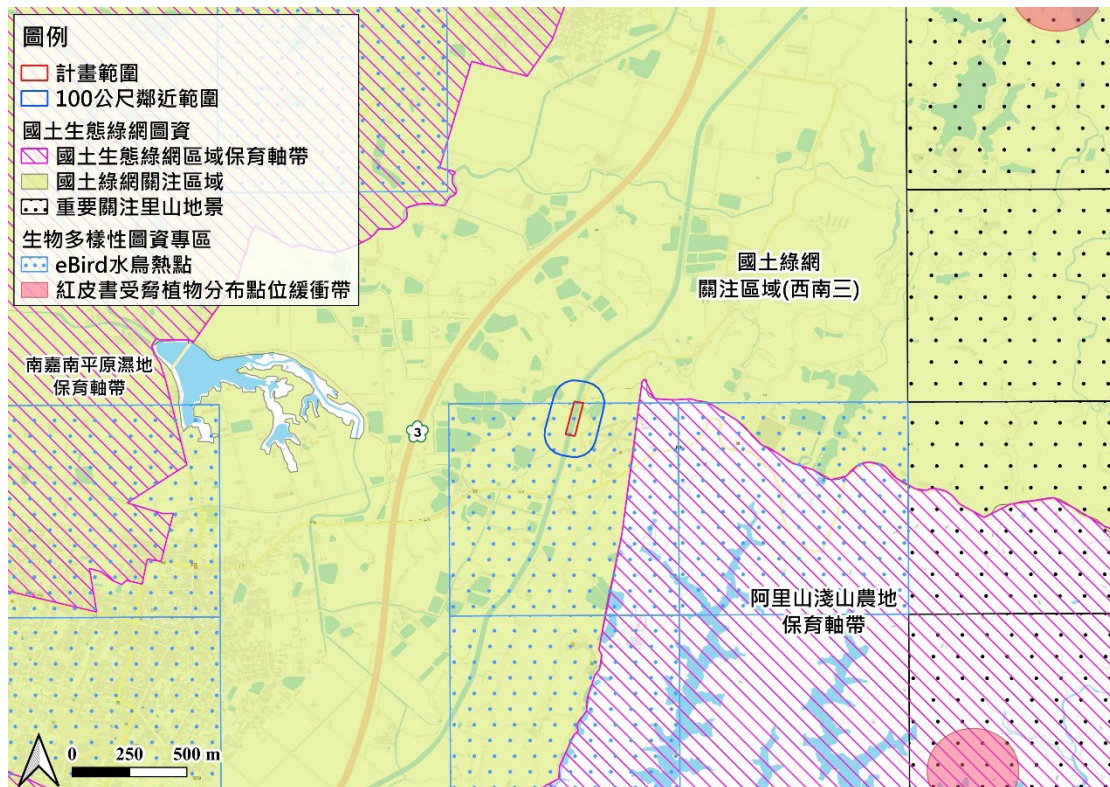 圖例
計畫範圍
100公尺鄰近範圍
國土生態綠網圖資
國土生態綠網區域保育軸帶
國土綠網關注區域
重要關注里山地景
生物多樣性圖資專區
eBird水鳥熱點
紅皮書受脅植物分布點位緩衝帶
國土綠網
關注區域(西南三)
南嘉南平原濕地
保育軸帶
3
阿里山淺山農地
保育軸帶
0 250 500 m